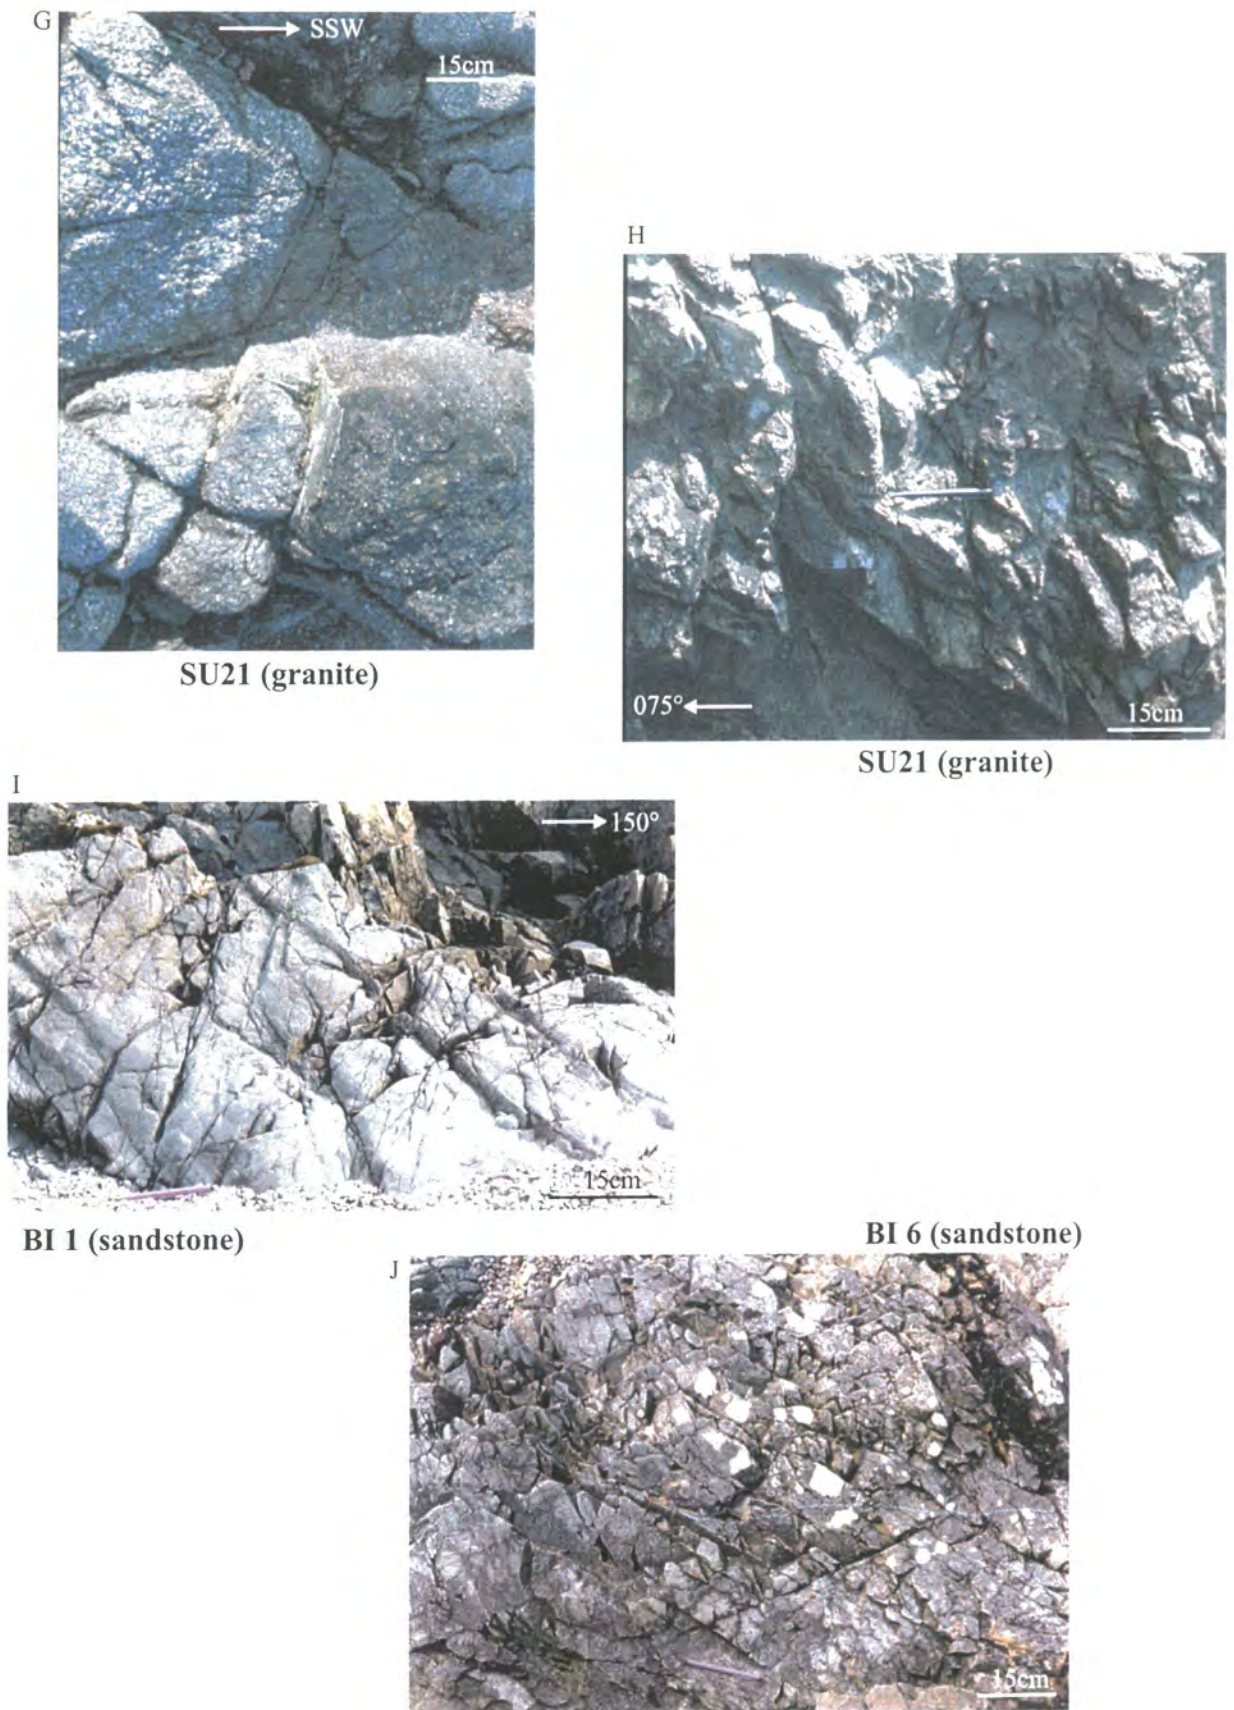 G
SSW
15cm
SU21 (granite)
H
075°
15cm
SU21 (granite)
I
150°
15cm
BI 1 (sandstone)
BI 6 (sandstone)
J
N
15cm